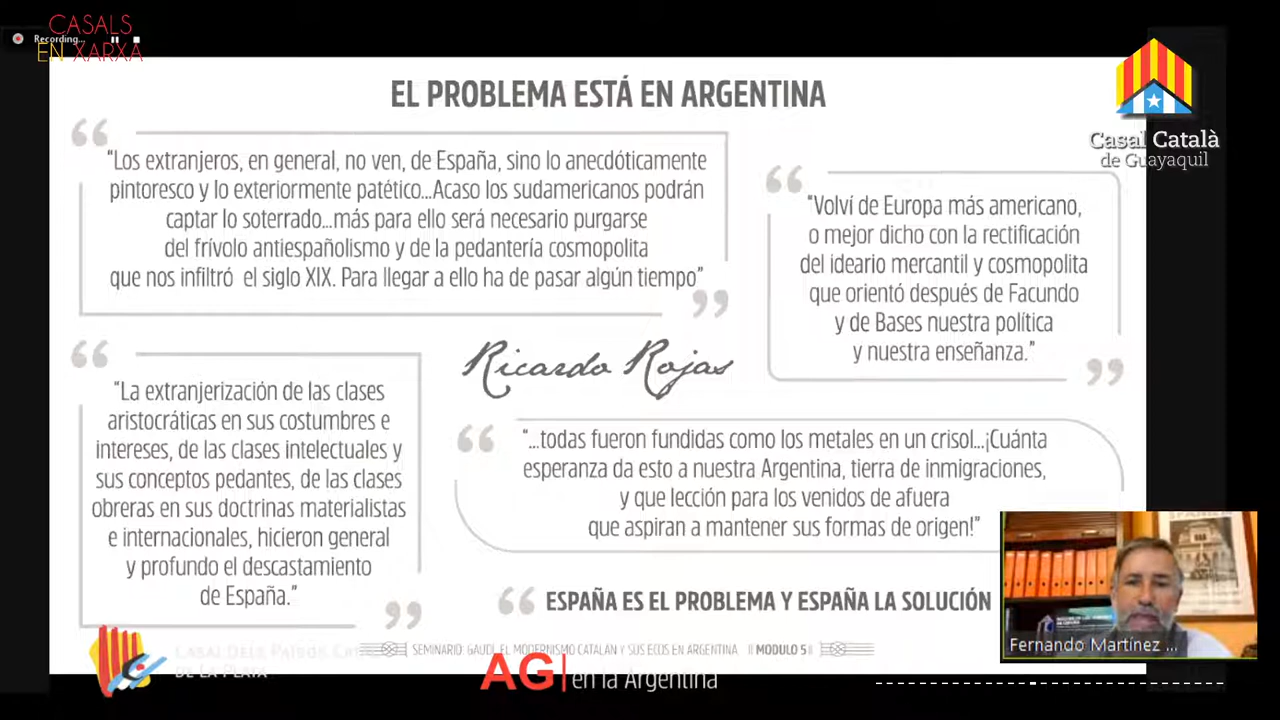 CASALS
Recording...
EN XARXA
Casal Català
de Guayaquil
EL PROBLEMA ESTÁ EN ARGENTINA
“Los extranjeros, en general, no ven, de España, sino lo anecdóticamente
pintoresco y lo exteriormente patético...Acaso los sudamericanos podrán
captar lo soterrado...más para ello será necesario purgarse
del frívolo antiespañolismo y de la pedantería cosmopolita
que nos infiltró el siglo XIX. Para llegar a ello ha de pasar algún tiempo”
“Volví de Europa más americano,
o mejor dicho con la rectificación
del ideario mercantil y cosmopolita
que orientó después de Facundo
y de Bases nuestra política
y nuestra enseñanza.”
Ricardo Rojas
“La extranjerización de las clases
aristocráticas en sus costumbres e
intereses, de las clases intelectuales y
sus conceptos pedantes, de las clases
obreras en sus doctrinas materialistas
e internacionales, hicieron general
y profundo el descastamiento
de España.”
“...todas fueron fundidas como los metales en un crisol...¡Cuánta
esperanza da esto a nuestra Argentina, tierra de inmigraciones,
y que lección para los venidos de afuera
que aspiran a mantener sus formas de origen!”
ESPAÑA ES EL PROBLEMA Y ESPAÑA LA SOLUCIÓN
Fernando Martínez ...
SEMINARIO: GAUDÍ, EL MODERNISMO CATALÁN Y SUS ECOS EN ARGENTINA || MODULO 5 ||
CASAL DELS PAÏSOS
DE LA PLATA
AG
en la Argentina